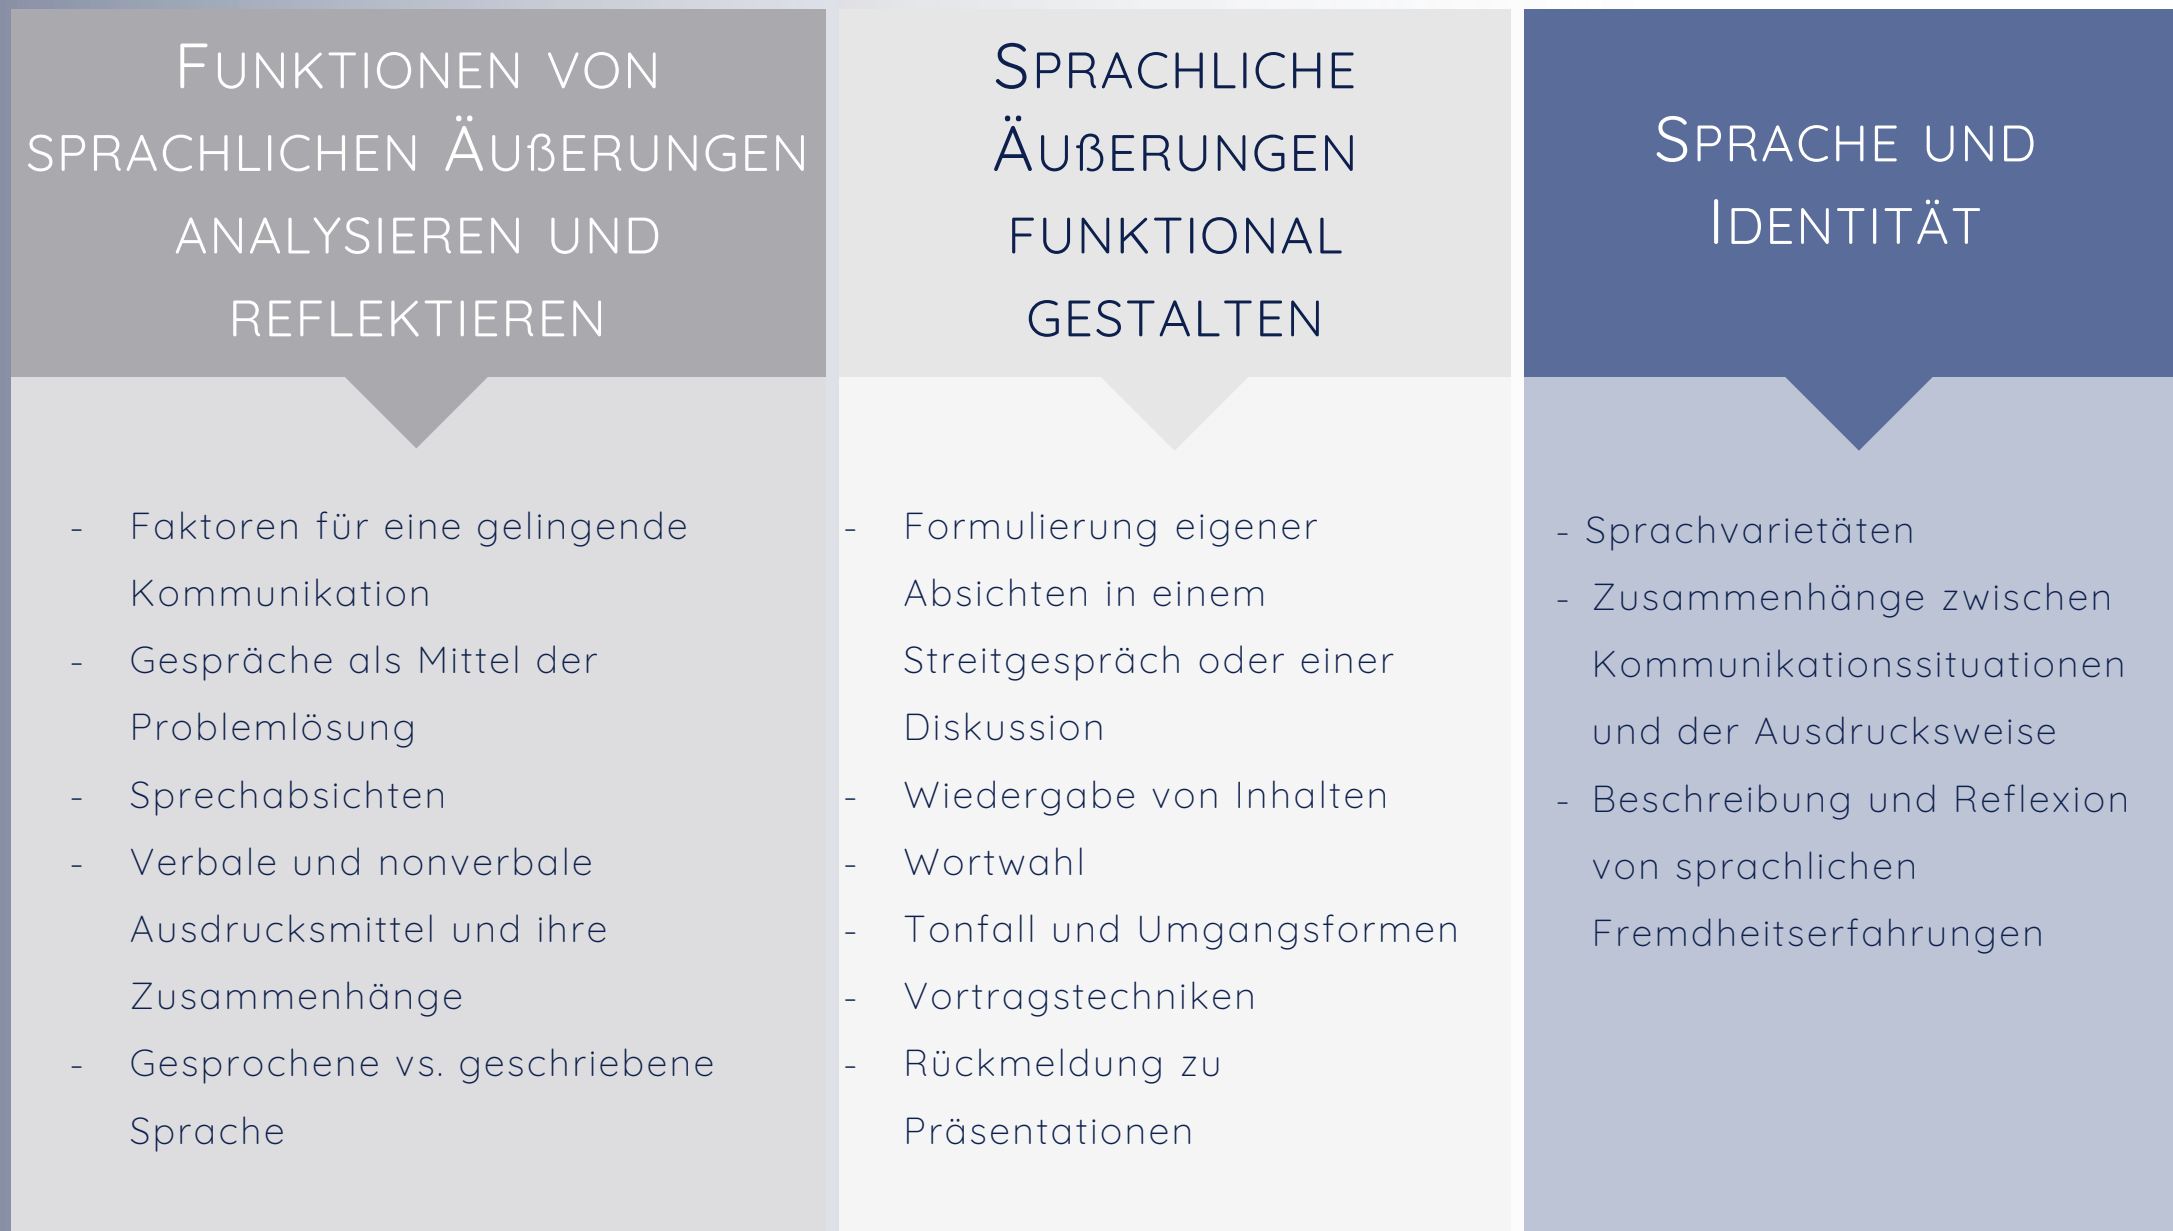 Funktionen von
sprachlichen Äußerungen
analysieren und
reflektieren
- Faktoren für eine gelingende
Kommunikation
- Gespräche als Mittel der
Problemlösung
- Sprechabsichten
- Verbale und nonverbale
Ausdrucksmittel und ihre
Zusammenhänge
- Gesprochene vs. geschriebene
Sprache
Sprachliche
Äußerungen
funktional
gestalten
- Formulierung eigener
Absichten in einem
Streitgespräch oder einer
Diskussion
- Wiedergabe von Inhalten
- Wortwahl
- Tonfall und Umgangsformen
- Vortragstechniken
- Rückmeldung zu
Präsentationen
Sprache und
Identität
- Sprachvarietäten
- Zusammenhänge zwischen
Kommunikationssituationen
und der Ausdrucksweise
- Beschreibung und Reflexion
von sprachlichen
Fremdheitserfahrungen